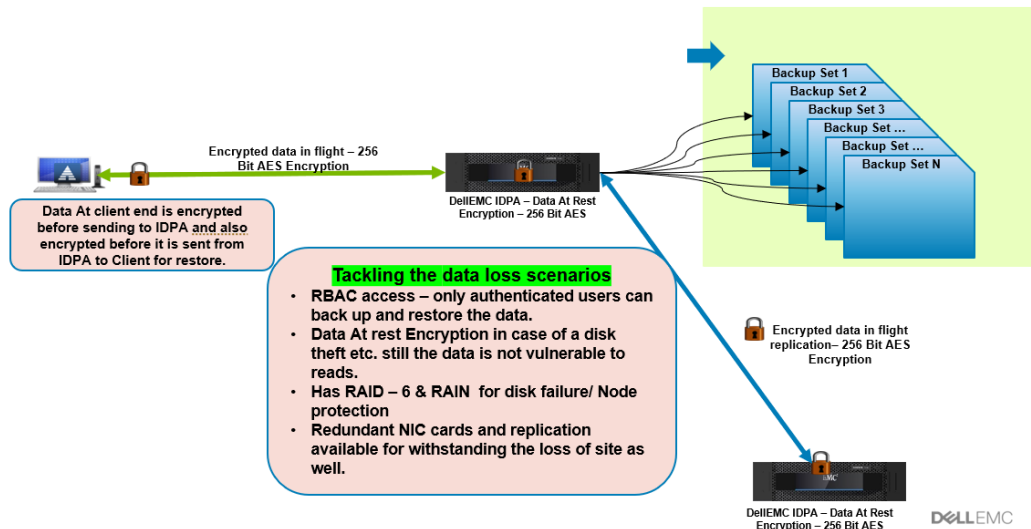 Backup Set 1
Backup Set 2
Backup Set 3
Backup Set ...
Backup Set ...
Backup Set N
Encrypted data in flight – 256
Bit AES Encryption
DellEMC IDPA – Data At Rest
Encryption – 256 Bit AES
Data At client end is encrypted
before sending to IDPA and also
encrypted before it is sent from
IDPA to Client for restore.
Tackling the data loss scenarios
• RBAC access – only authenticated users can
back up and restore the data.
• Data At rest Encryption in case of a disk
theft etc. still the data is not vulnerable to
reads.
• Has RAID – 6 & RAIN for disk failure/ Node
protection
• Redundant NIC cards and replication
available for withstanding the loss of site as
well.
Encrypted data in flight
replication– 256 Bit AES
Encryption
EMC
DellEMC IDPA – Data At Rest
Encryption – 256 Bit AES
DELLEMC